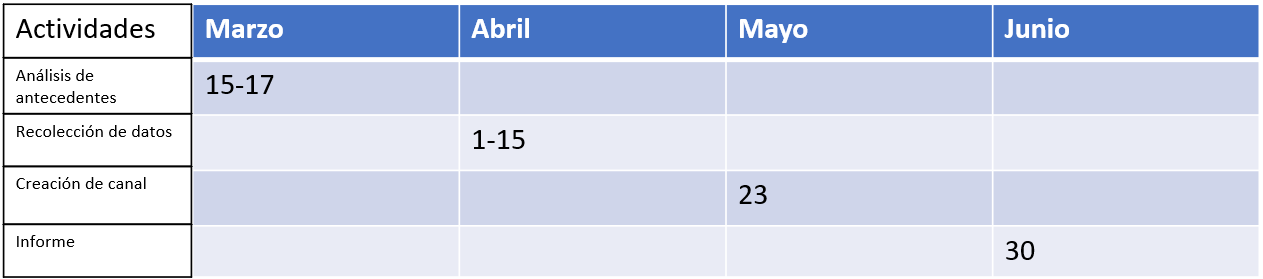 Actividades Marzo Abril Mayo Junio
Análisis de
antecedentes
15-17
Recolección de datos 1-15
Creación de canal 23
Informe 30